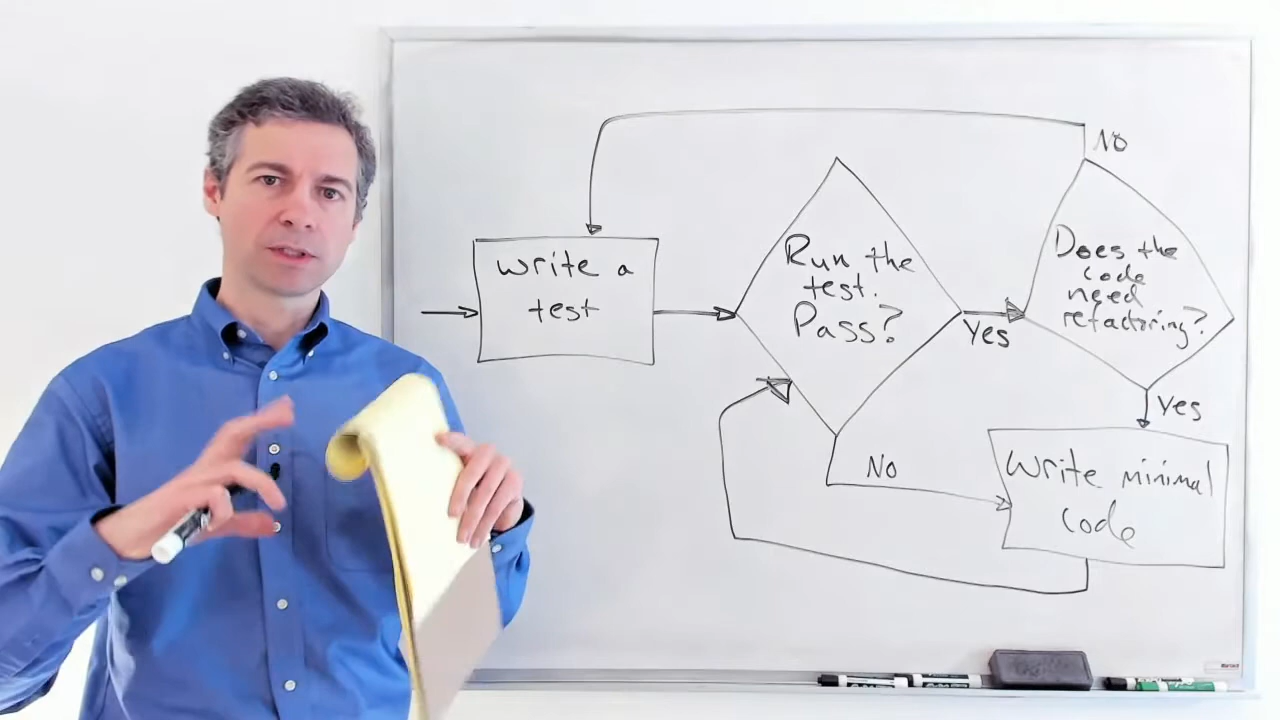 Write a
test
Run the
test.
Pass?
Yes
Does the
code
need
refactoring?
No
Yes
No
Write minimal
code